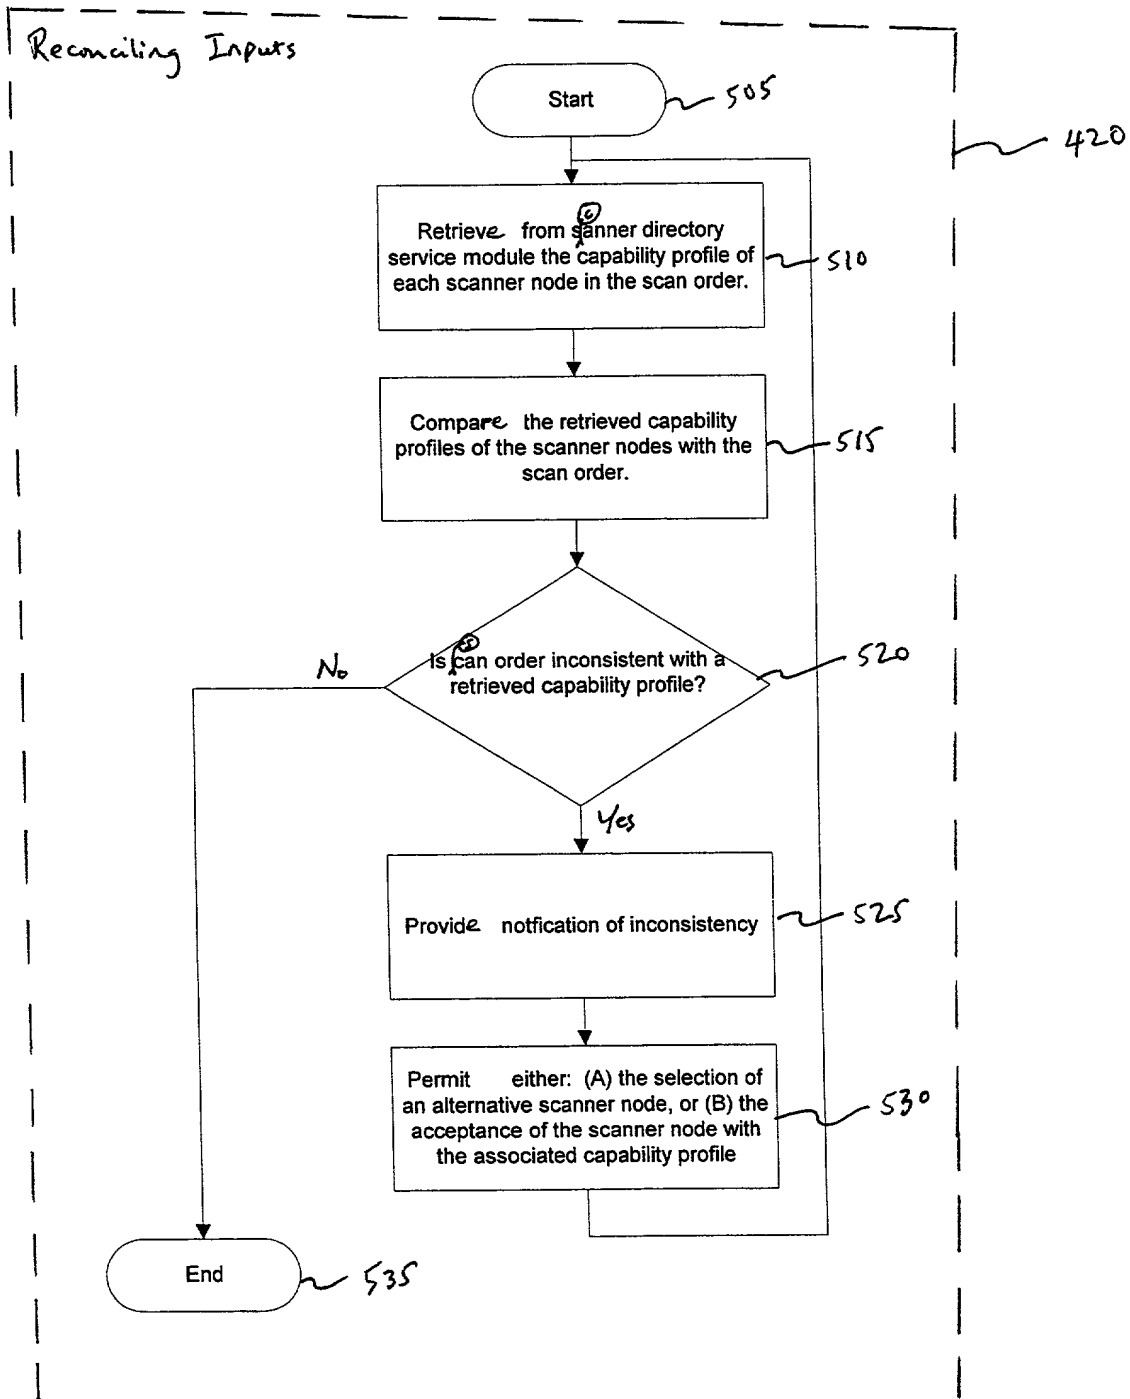 Reconciling Inputs
Start
505
420
Retrieve from scanner directory
service module the capability profile of
each scanner node in the scan order.
510
Compare the retrieved capability
profiles of the scanner nodes with the
scan order.
515
No
Is scan order inconsistent with a
retrieved capability profile?
520
Yes
Provide notfication of inconsistency
525
Permit either: (A) the selection of
an alternative scanner node, or (B) the
acceptance of the scanner node with
the associated capability profile
530
End
535